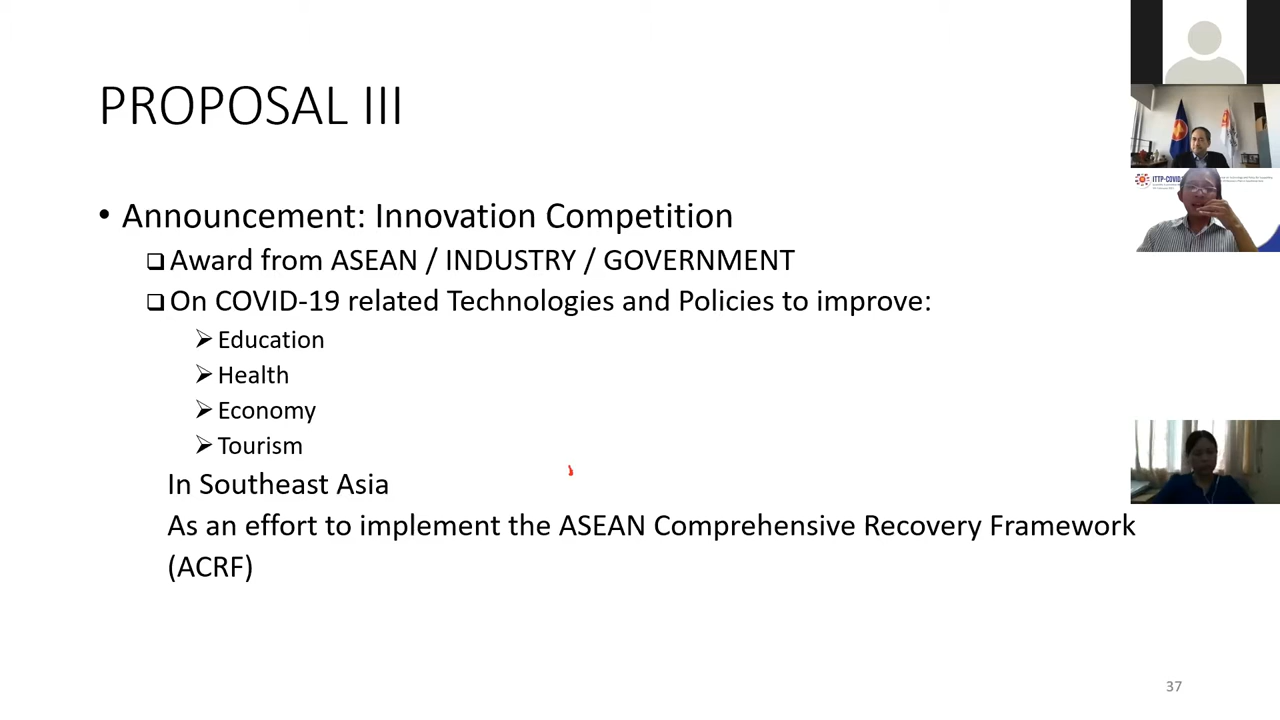 PROPOSAL III
• Announcement: Innovation Competition
❑ Award from ASEAN / INDUSTRY / GOVERNMENT
❑ On COVID-19 related Technologies and Policies to improve:
➢ Education
➢ Health
➢ Economy
➢ Tourism
In Southeast Asia
As an effort to implement the ASEAN Comprehensive Recovery Framework
(ACRF)
ITTP-COVID
37